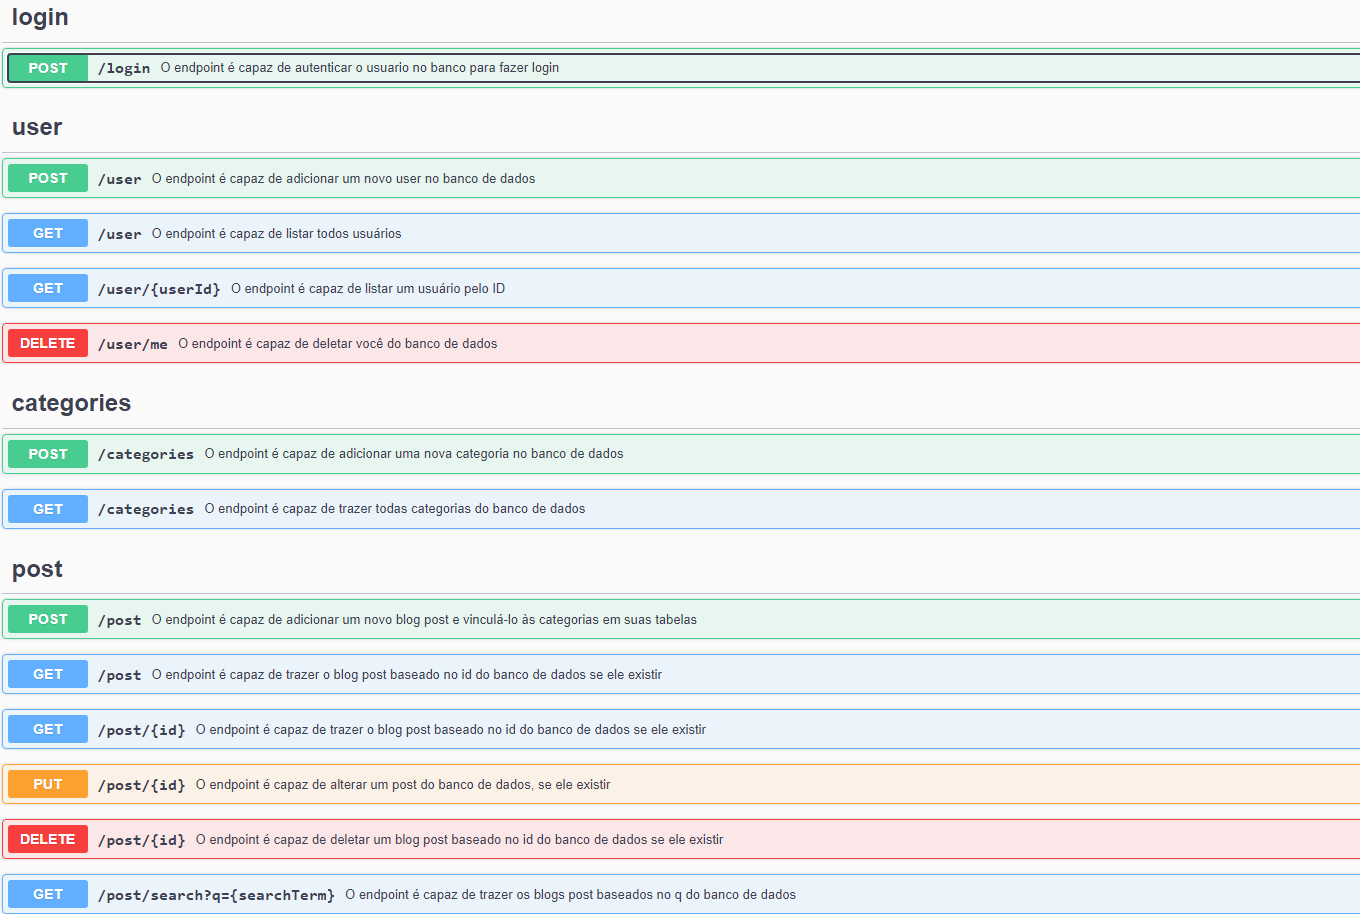 login
POST /login O endpoint é capaz de autenticar o usuario no banco para fazer login
user
POST /user O endpoint é capaz de adicionar um novo user no banco de dados
GET /user O endpoint é capaz de listar todos usuários
GET /user/{userId} O endpoint é capaz de listar um usuário pelo ID
DELETE /user/me O endpoint é capaz de deletar você do banco de dados
categories
POST /categories O endpoint é capaz de adicionar uma nova categoria no banco de dados
GET /categories O endpoint é capaz de trazer todas categorias do banco de dados
post
POST /post O endpoint é capaz de adicionar um novo blog post e vinculá-lo às categorias em suas tabelas
GET /post O endpoint é capaz de trazer o blog post baseado no id do banco de dados se ele existir
GET /post/{id} O endpoint é capaz de trazer o blog post baseado no id do banco de dados se ele existir
PUT /post/{id} O endpoint é capaz de alterar um post do banco de dados, se ele existir
DELETE /post/{id} O endpoint é capaz de deletar um blog post baseado no id do banco de dados se ele existir
GET /post/search?q={searchTerm} O endpoint é capaz de trazer os blogs post baseados no q do banco de dados